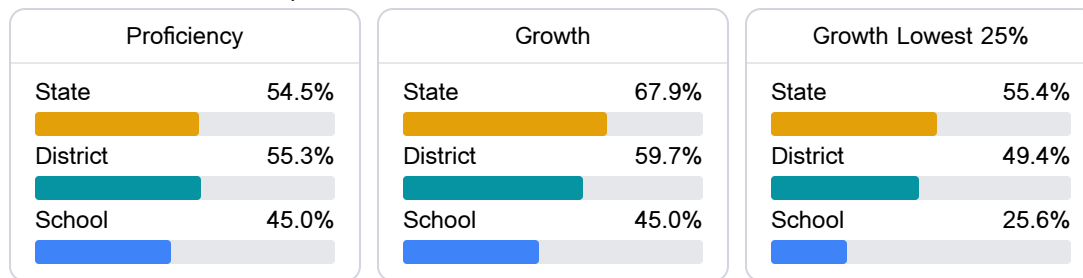 Proficiency
State 54.5%
District 55.3%
School 45.0%
Growth
State 67.9%
District 59.7%
School 45.0%
Growth Lowest 25%
State 55.4%
District 49.4%
School 25.6%